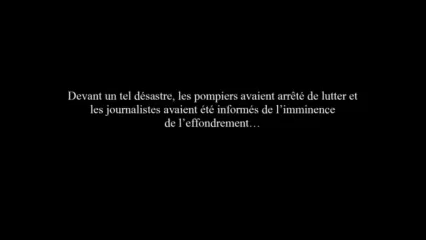 Devant un tel désastre, les pompiers avaient arrêté de lutter et
les journalistes avaient été informés de l’imminence
de l’effondrement…